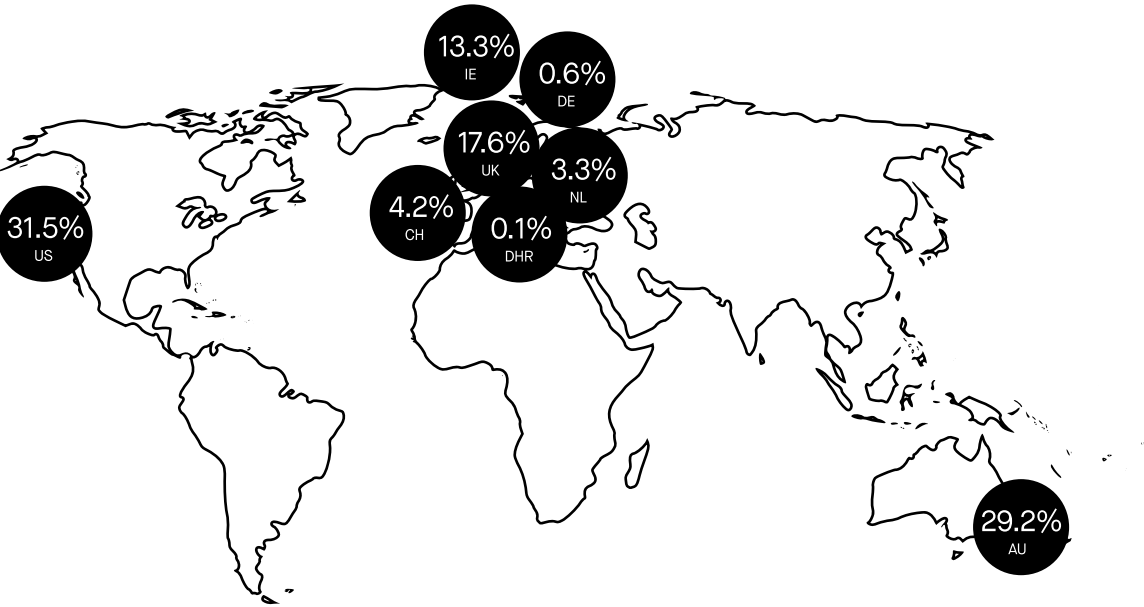 13.3%
IE
0.6%
DE
17.6%
UK
3.3%
NL
4.2%
CH
0.1%
DHR
31.5%
US
29.2%
AU